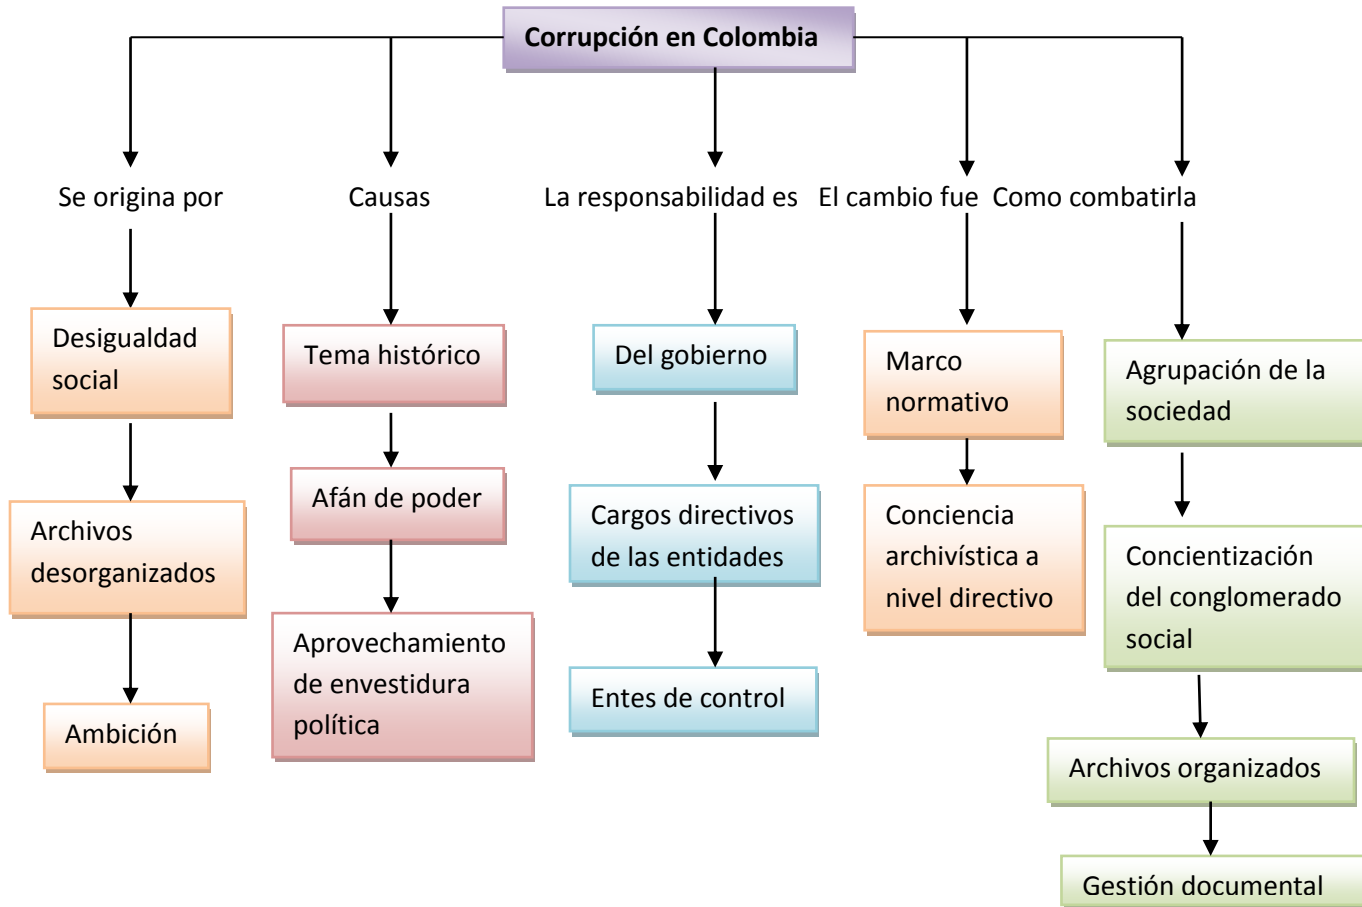 Corrupción en Colombia
Se origina por
Causas
La responsabilidad es
El cambio fue
Como combatirla
Desigualdad
social
Archivos
desorganizados
Ambición
Tema histórico
Afán de poder
Aprovechamiento
de envestidura
política
Del gobierno
Cargos directivos
de las entidades
Entes de control
Marco
normativo
Conciencia
archivística a
nivel directivo
Agrupación de la
sociedad
Concientización
del conglomerado
social
Archivos organizados
Gestión documental